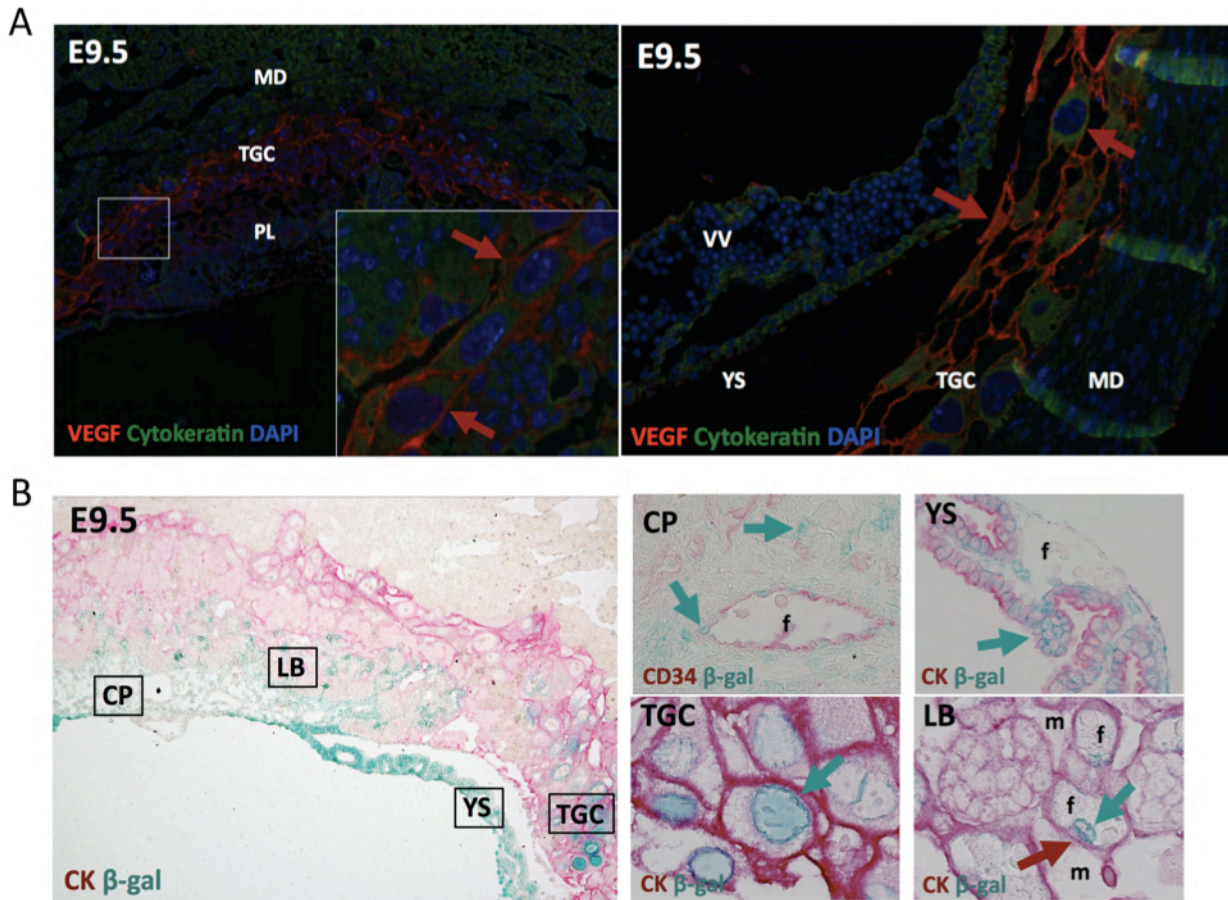 A
E9.5
MD
TGC
PL
VEGF Cytokeratin DAPI
E9.5
VV
YS
TGC
MD
VEGF Cytokeratin DAPI
B
E9.5
LB
CP
YS
TGC
CK β-gal
CP
f
CD34 β-gal
YS
f
CK β-gal
TGC
CK β-gal
LB
m
f
f
m
CK β-gal